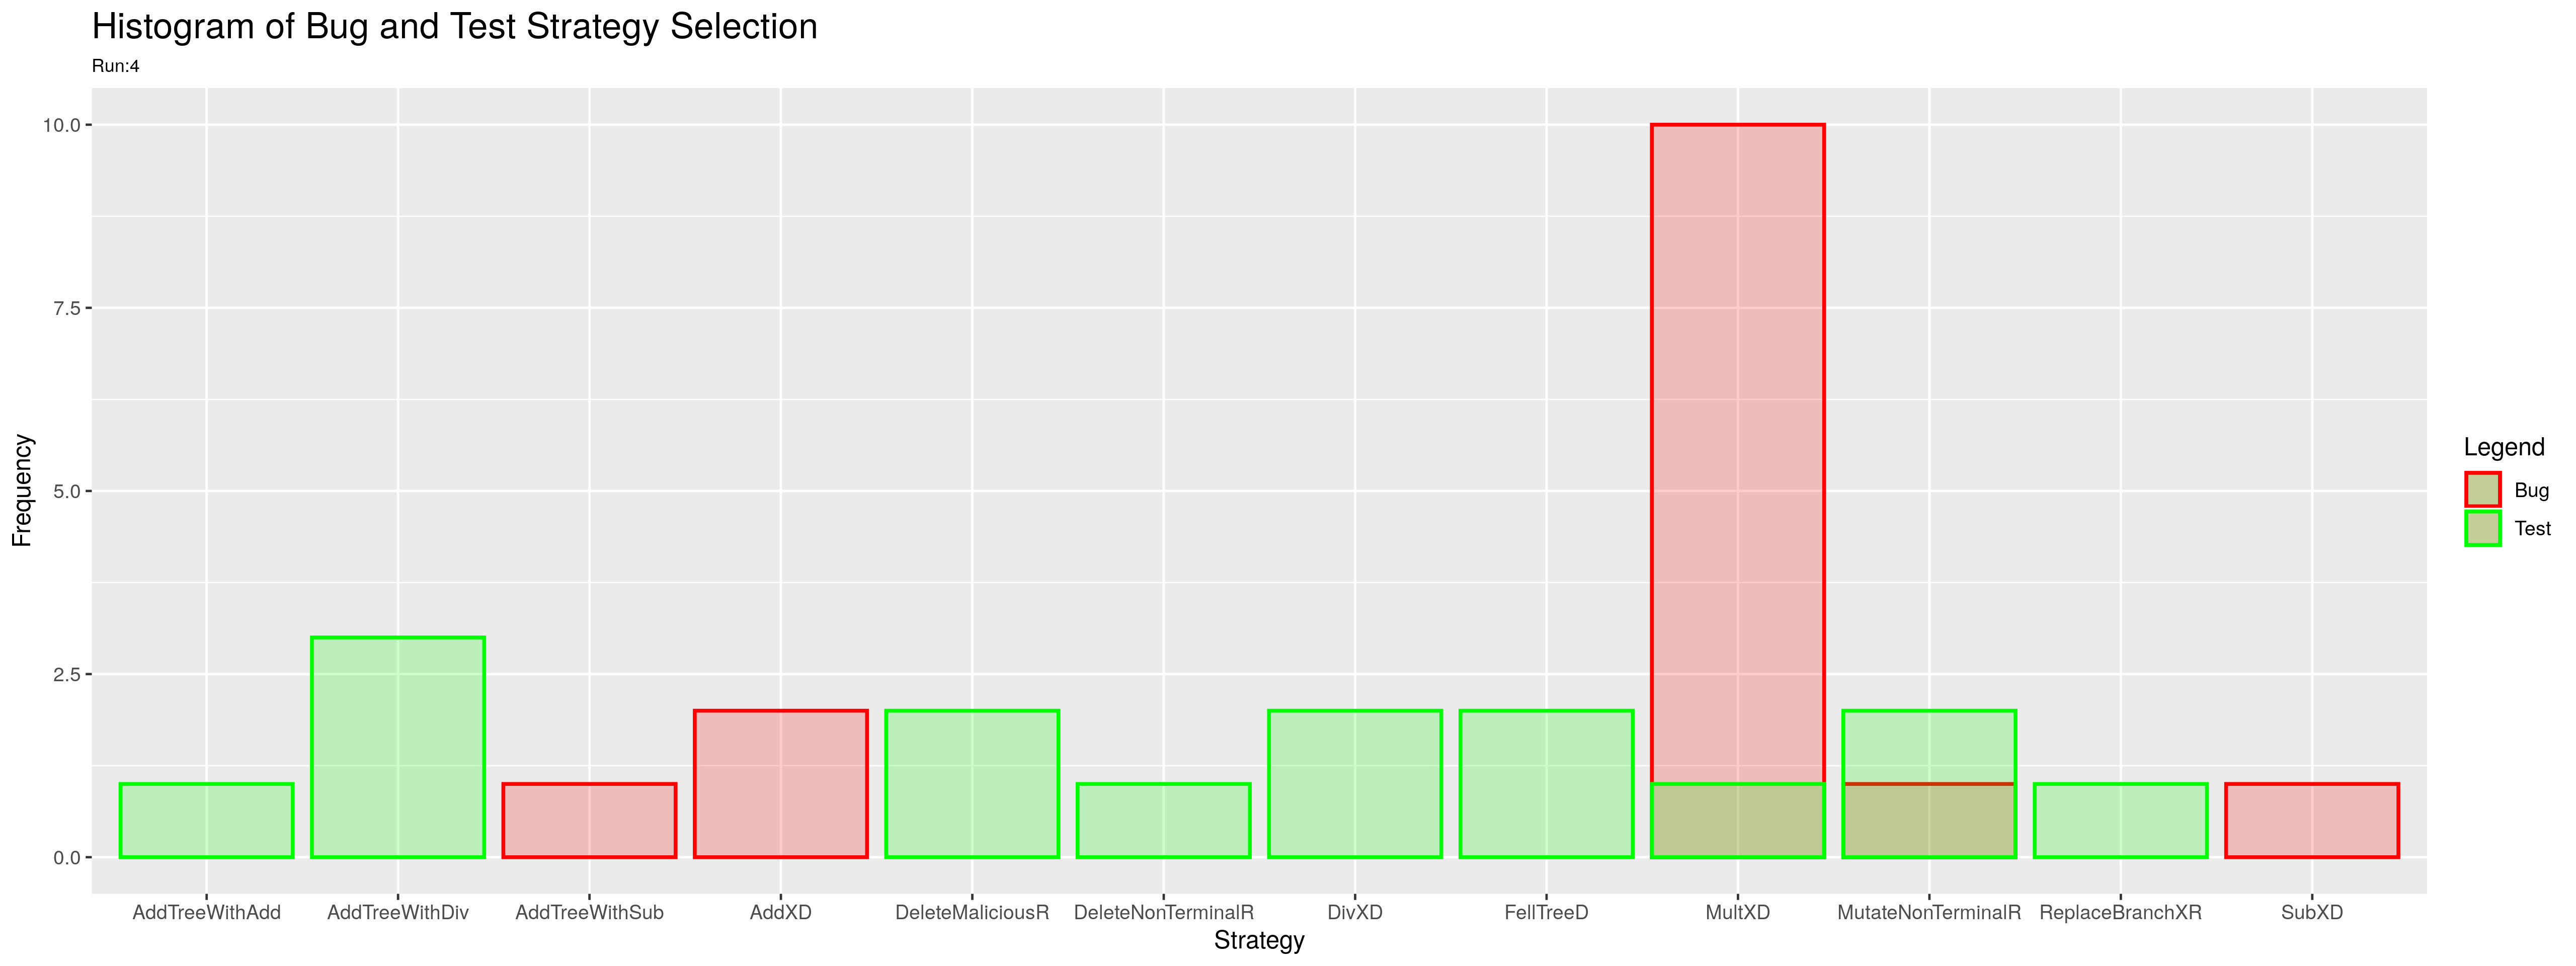 Histogram of Bug and Test Strategy Selection
Run:4
10.0
7.5
5.0
2.5
0.0
Frequency
AddTreeWithAdd AddTreeWithDiv AddTreeWithSub AddXD DeleteMaliciousR DeleteNonTerminalR DivXD FellTreeD MultXD MutateNonTerminalR ReplaceBranchXR SubXD
Strategy
Legend
Bug
Test